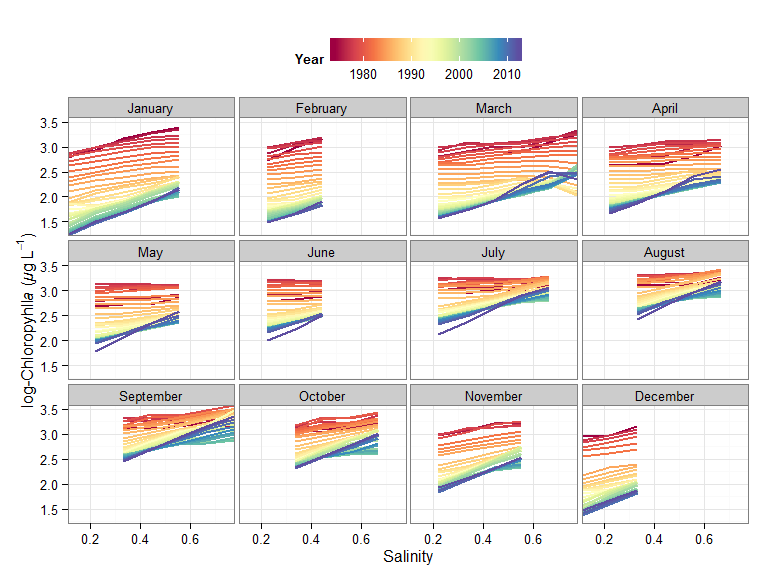 Year
1980 1990 2000 2010
January February March April
3.5
3.0
2.5
2.0
1.5
May June July August
3.5
3.0
2.5
2.0
1.5
September October November December
3.5
3.0
2.5
2.0
1.5
0.2 0.4 0.6 0.2 0.4 0.6 0.2 0.4 0.6 0.2 0.4 0.6
Salinity
log-Chloropyhlla (μg L⁻¹)